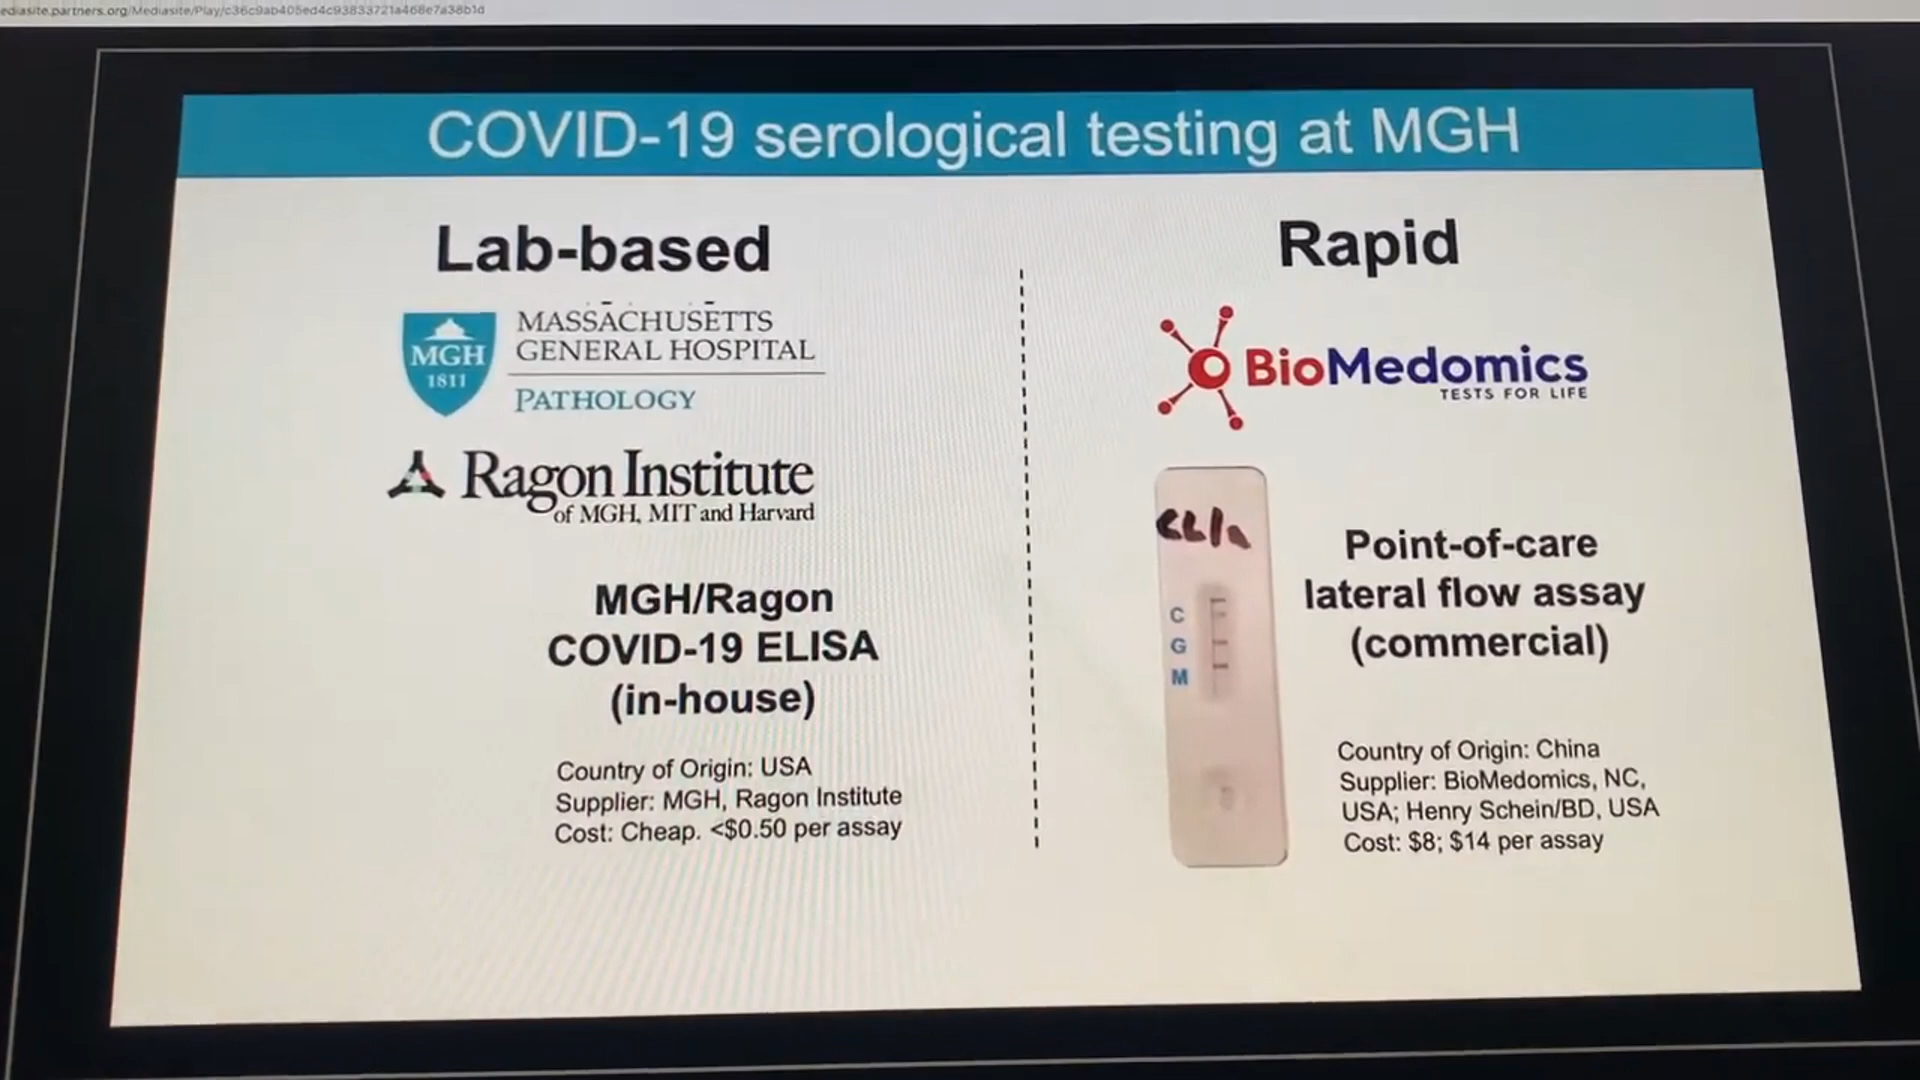 COVID-19 serological testing at MGH
Lab-based
MGH
1811
MASSACHUSETTS
GENERAL HOSPITAL
PATHOLOGY
Ragon Institute
of MGH, MIT and Harvard
MGH/Ragon
COVID-19 ELISA
(in-house)
Country of Origin: USA
Supplier: MGH, Ragon Institute
Cost: Cheap. <$0.50 per assay
Rapid
BioMedomics
TESTS FOR LIFE
C
G
M
Point-of-care
lateral flow assay
(commercial)
Country of Origin: China
Supplier: BioMedomics, NC,
USA; Henry Schein/BD, USA
Cost: $8; $14 per assay